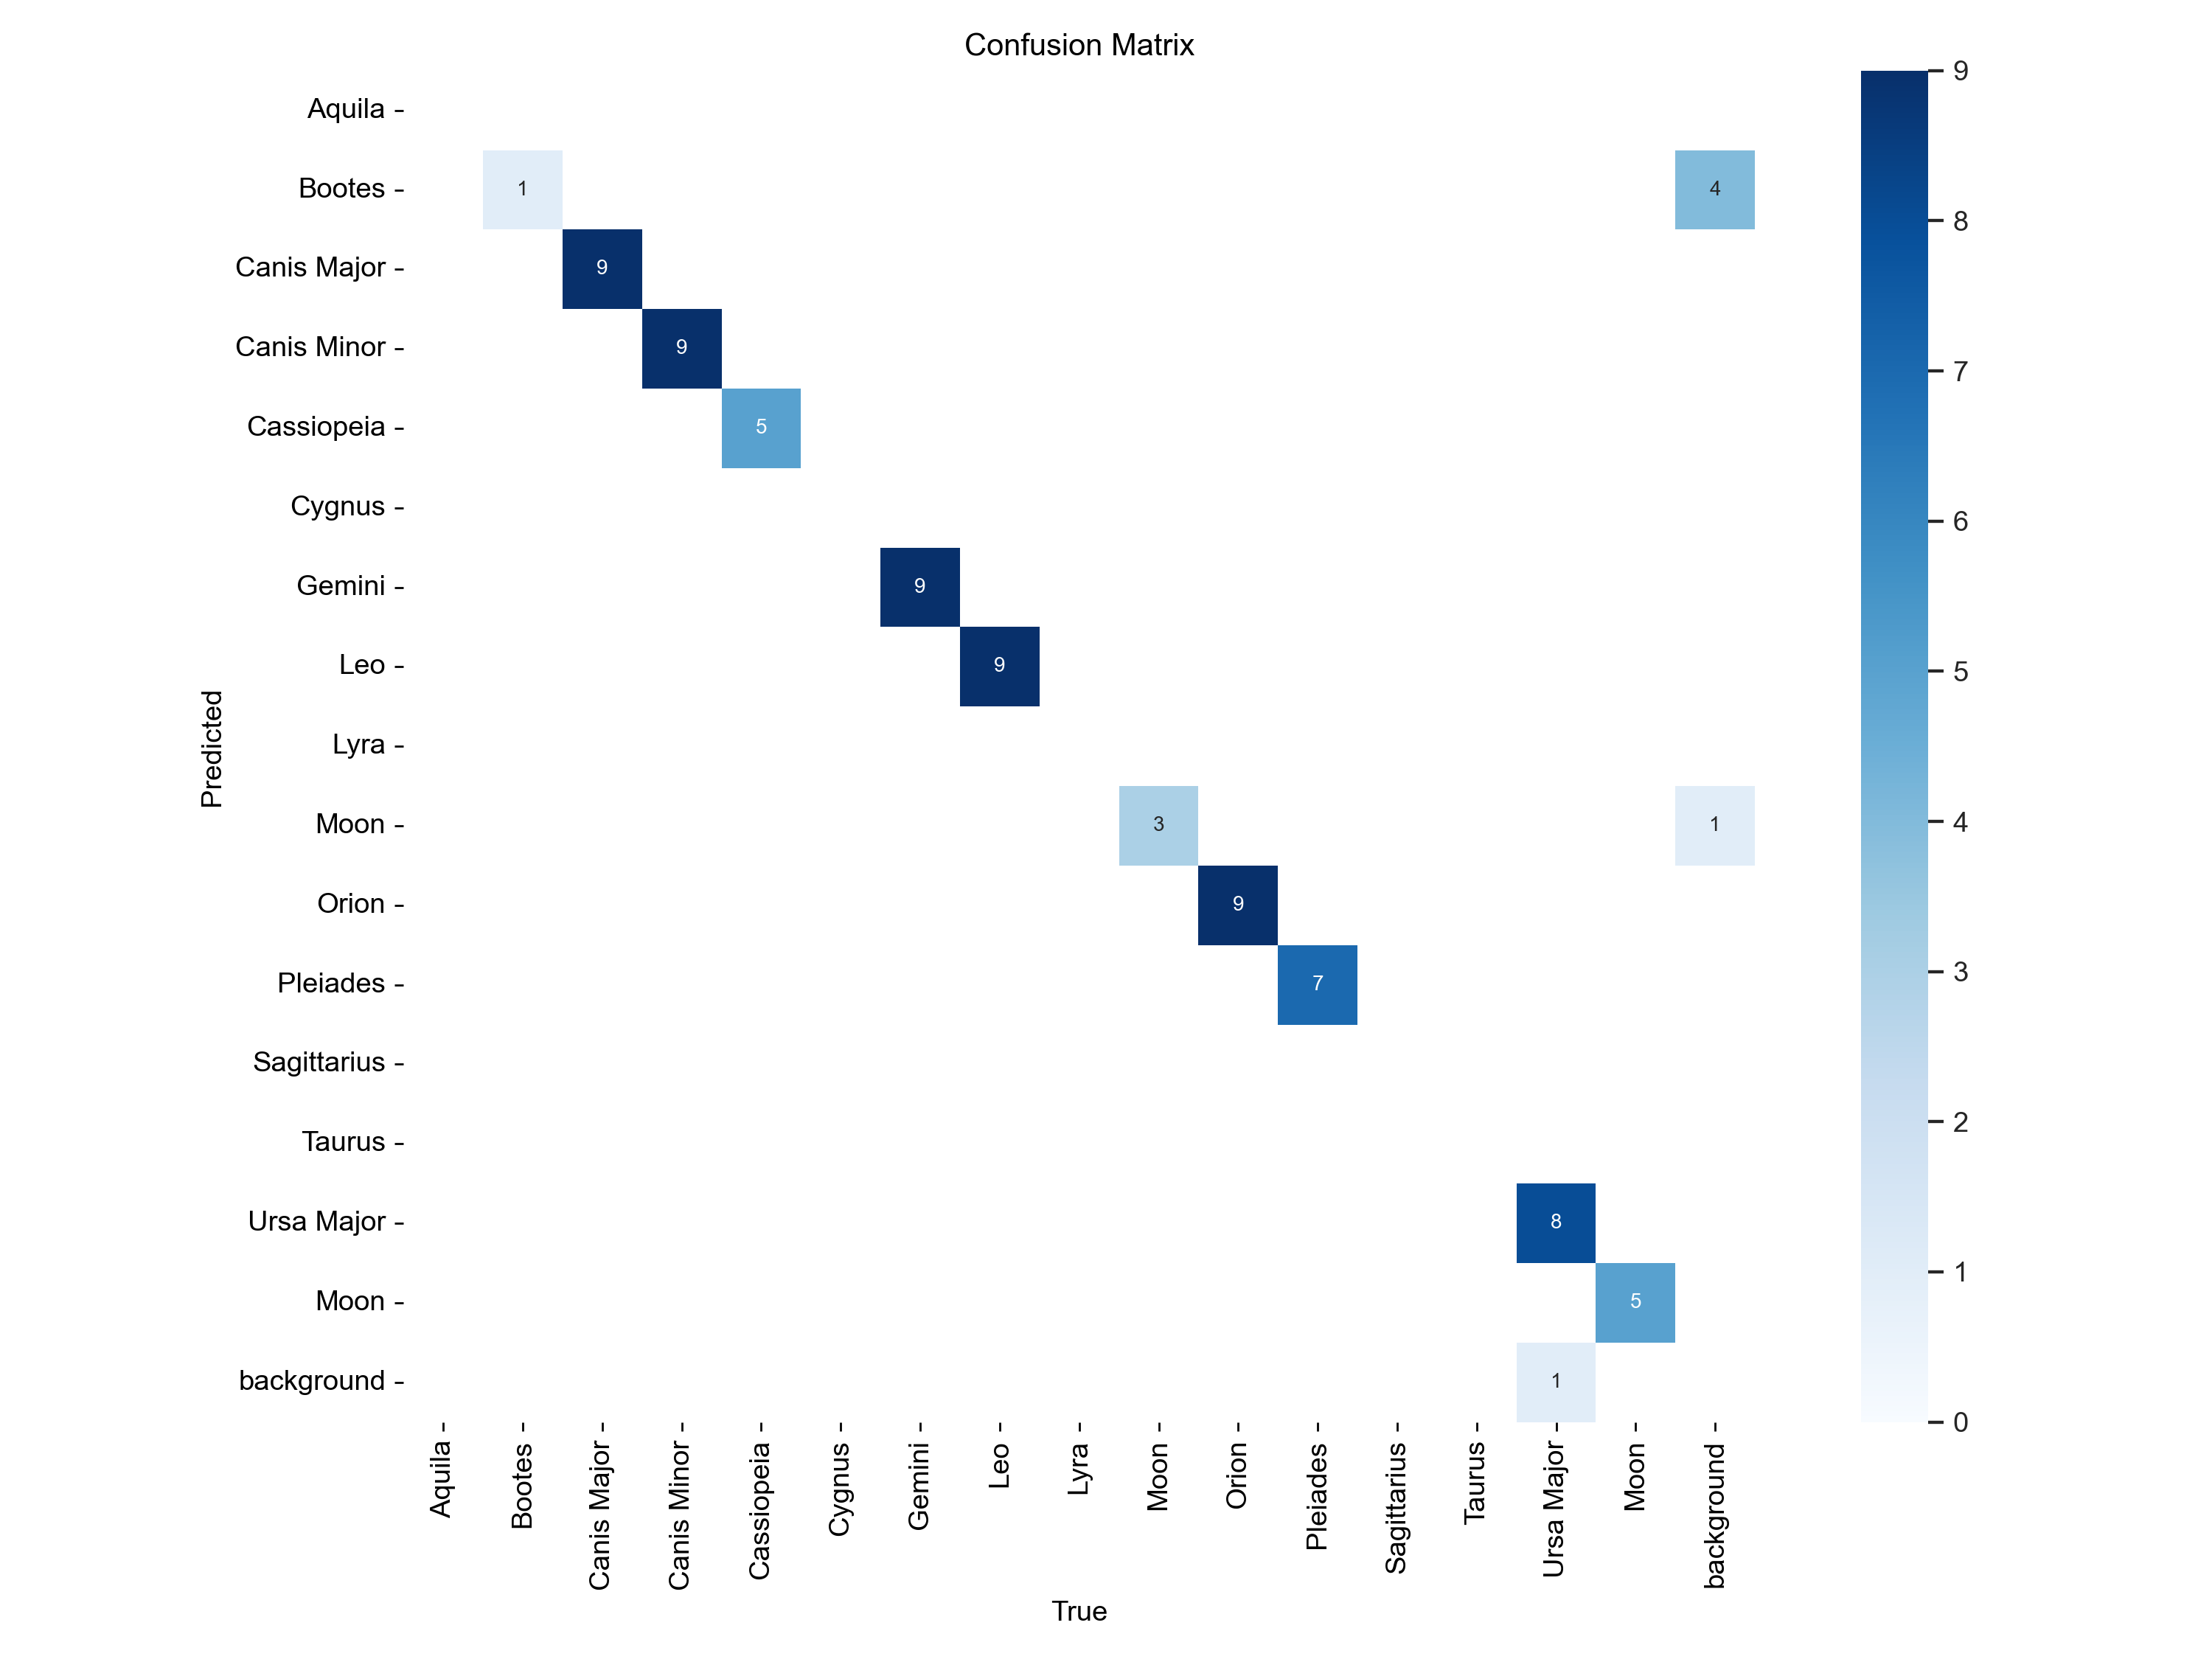 Confusion Matrix
Aquila
Bootes 1 4
Canis Major 9
Canis Minor 9
Cassiopeia 5
Cygnus
Gemini 9
Leo 9
Lyra
Moon 3 1
Orion 9
Pleiades 7
Sagittarius
Taurus
Ursa Major 8
Moon 5
background 1
Predicted
Aquila
Bootes
Canis Major
Canis Minor
Cassiopeia
Cygnus
Gemini
Leo
Lyra
Moon
Orion
Pleiades
Sagittarius
Taurus
Ursa Major
Moon
background
True
9
8
7
6
5
4
3
2
1
0